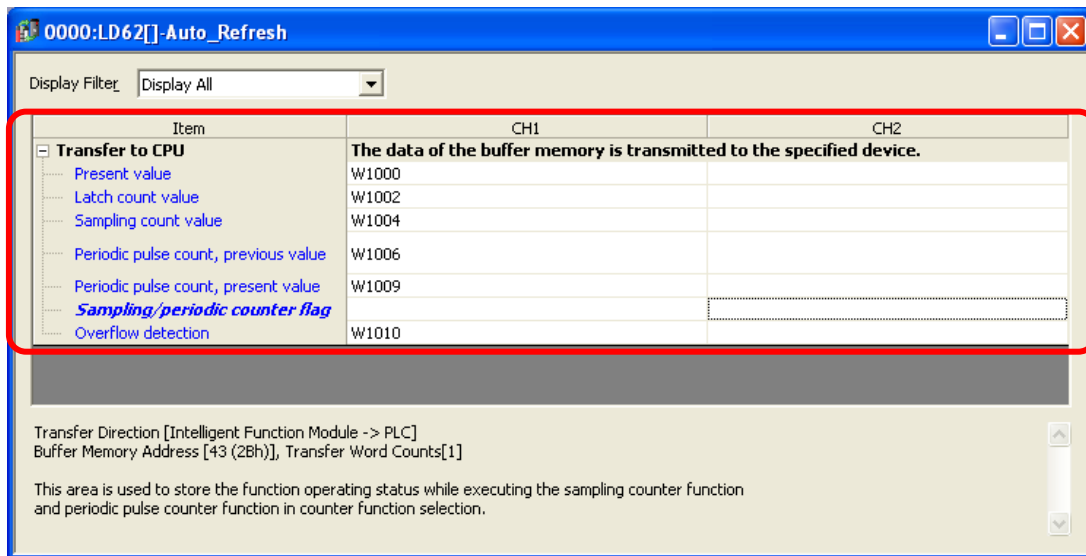 0000:LD62[]-Auto_Refresh
Display Filter Display All
Item CH1 CH2
Transfer to CPU The data of the buffer memory is transmitted to the specified device.
Present value W1000
Latch count value W1002
Sampling count value W1004
Periodic pulse count, previous value W1006
Periodic pulse count, present value W1009
Sampling/periodic counter flag
Overflow detection W1010
Transfer Direction [Intelligent Function Module -> PLC]
Buffer Memory Address [43 (2Bh)], Transfer Word Counts[1]
This area is used to store the function operating status while executing the sampling counter function
and periodic pulse counter function in counter function selection.